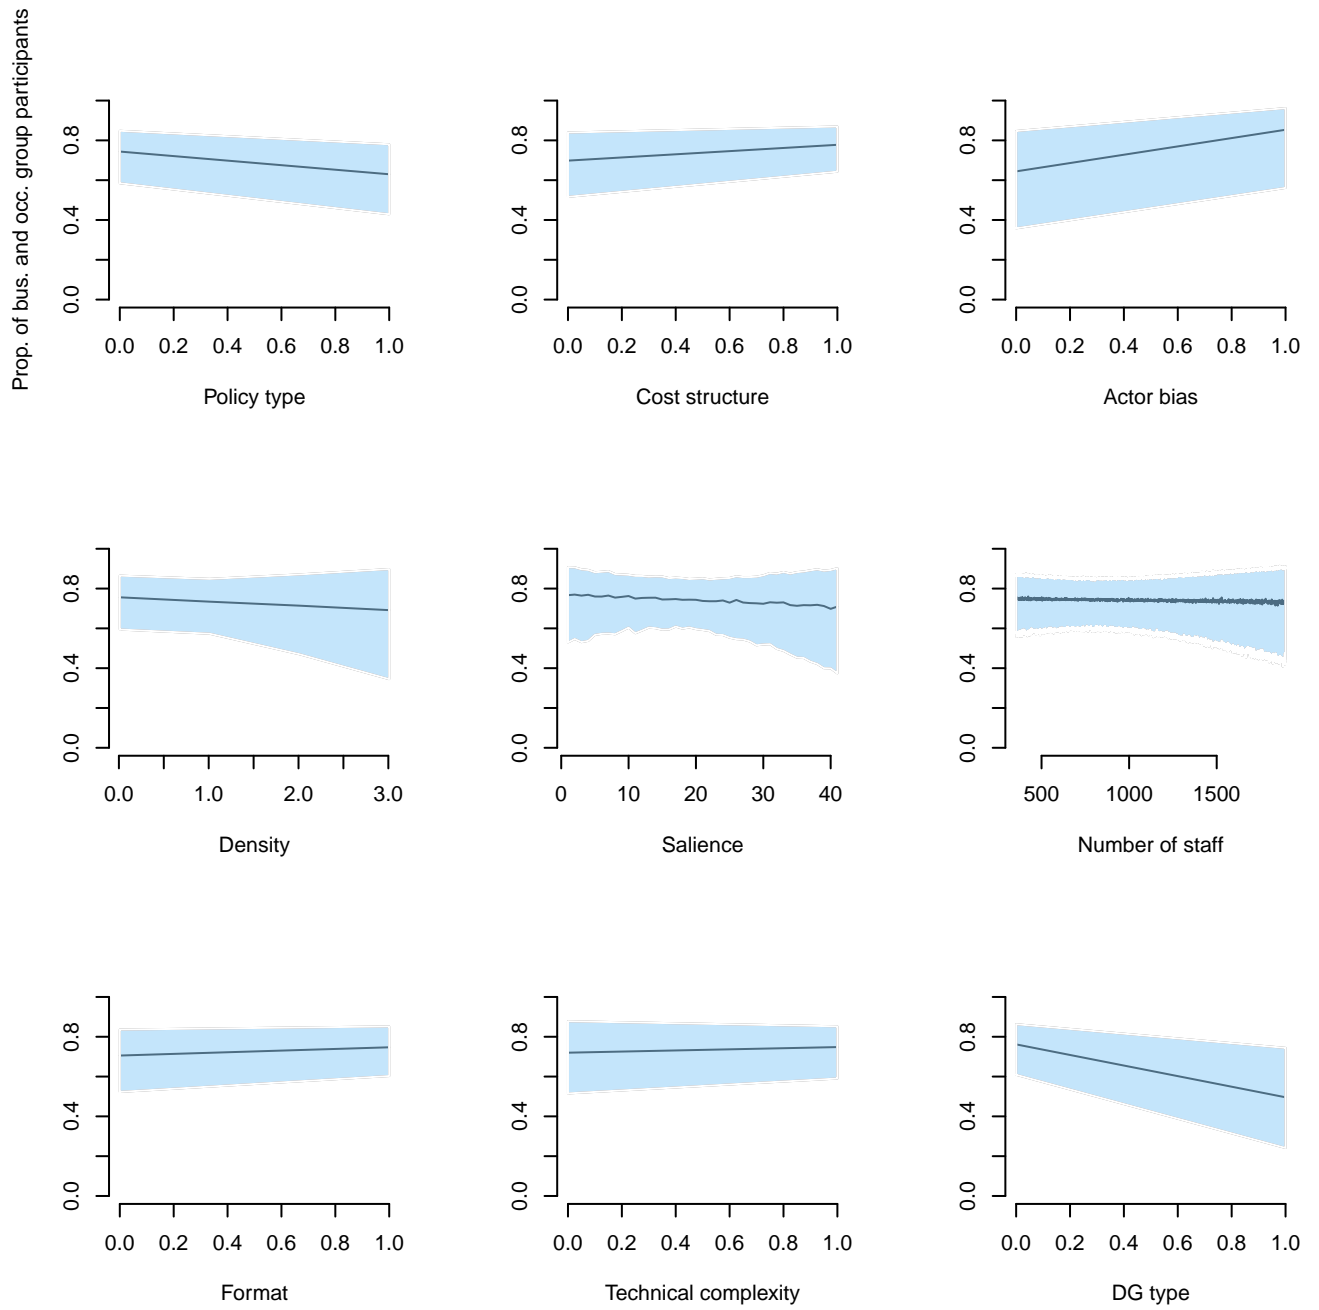 Prop. of bus. and occ. group participants
0.0 0.4 0.8
0.0 0.2 0.4 0.6 0.8 1.0
Policy type
0.0 0.4 0.8
0.0 0.2 0.4 0.6 0.8 1.0
Cost structure
0.0 0.4 0.8
0.0 0.2 0.4 0.6 0.8 1.0
Actor bias
0.0 0.4 0.8
0.0 1.0 2.0 3.0
Density
0.0 0.4 0.8
0 10 20 30 40
Salience
0.0 0.4 0.8
500 1000 1500
Number of staff
0.0 0.4 0.8
0.0 0.2 0.4 0.6 0.8 1.0
Format
0.0 0.4 0.8
0.0 0.2 0.4 0.6 0.8 1.0
Technical complexity
0.0 0.4 0.8
0.0 0.2 0.4 0.6 0.8 1.0
DG type